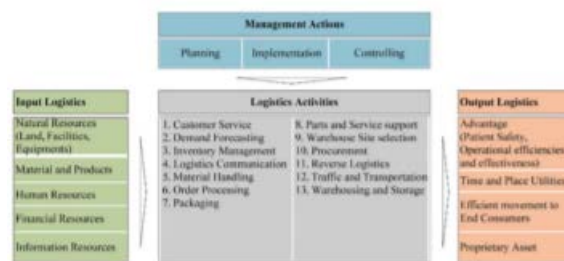 Management Actions
Planning Implementation Controlling
Input Logistics
Natural Resources
(Land, Facilities,
Equipments)
Material and Products
Human Resources
Financial Resources
Information Resources
Logistics Activities
1. Customer Service
2. Demand Forecasting
3. Inventory Management
4. Logistics Communication
5. Material Handling
6. Order Processing
7. Packaging
8. Parts and Service support
9. Warehouse Site selection
10. Procurement
11. Reverse Logistics
12. Traffic and Transportation
13. Warehousing and Storage
Output Logistics
Advantage
(Patient Safety,
Operational efficiencies
and effectiveness)
Time and Place Utilities
Efficient movement to
End Consumers
Proprietary Asset